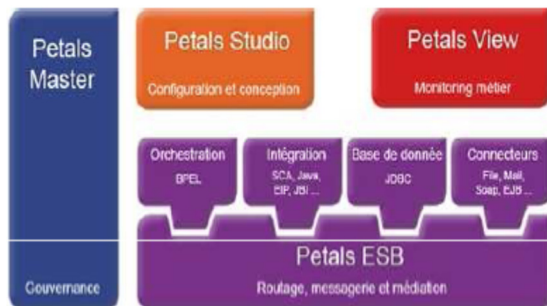 Petals
Master
Gouvernance
Petals Studio
Configuration et conception
Petals View
Monitoring métier
Orchestration
BPEL
Intégration
SCA, Java,
EIP, JBI ...
Base de donnée
JDBC
Connecteurs
File, Mail,
Soap, EJB ...
Petals ESB
Routage, messagerie et médiation